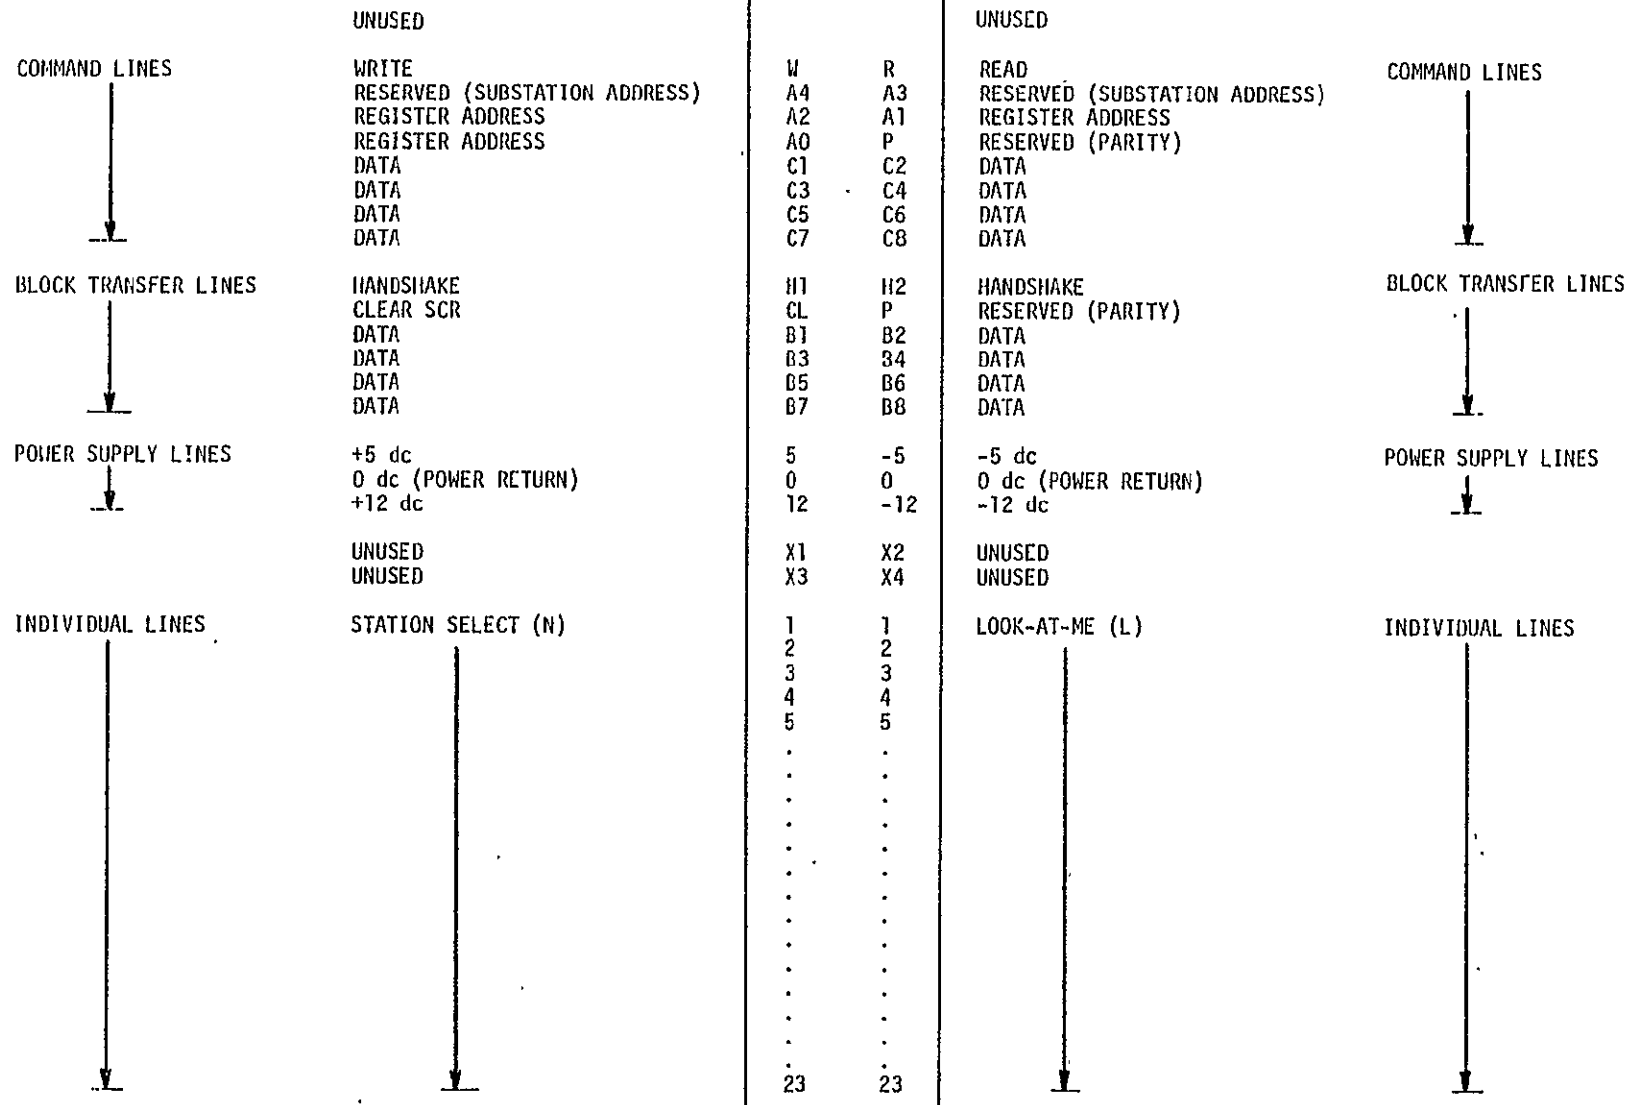 UNUSED UNUSED
COMMAND LINES WRITE W R READ COMMAND LINES
RESERVED (SUBSTATION ADDRESS) A4 A3 RESERVED (SUBSTATION ADDRESS)
REGISTER ADDRESS A2 A1 REGISTER ADDRESS
REGISTER ADDRESS A0 P RESERVED (PARITY)
DATA C1 C2 DATA
DATA C3 C4 DATA
DATA C5 C6 DATA
DATA C7 C8 DATA
BLOCK TRANSFER LINES HANDSHAKE H1 H2 HANDSHAKE BLOCK TRANSFER LINES
CLEAR SCR CL P RESERVED (PARITY)
DATA B1 B2 DATA
DATA B3 B4 DATA
DATA B5 B6 DATA
DATA B7 B8 DATA
POWER SUPPLY LINES +5 dc 5 -5 -5 dc POWER SUPPLY LINES
0 dc (POWER RETURN) 0 0 0 dc (POWER RETURN)
+12 dc 12 -12 -12 dc
UNUSED X1 X2 UNUSED
UNUSED X3 X4 UNUSED
INDIVIDUAL LINES STATION SELECT (N) 1 1 LOOK-AT-ME (L) INDIVIDUAL LINES
2 2
3 3
4 4
5 5
. .
. .
. .
. .
. .
. .
. .
. .
. .
. .
. .
. .
. .
. .
23 23